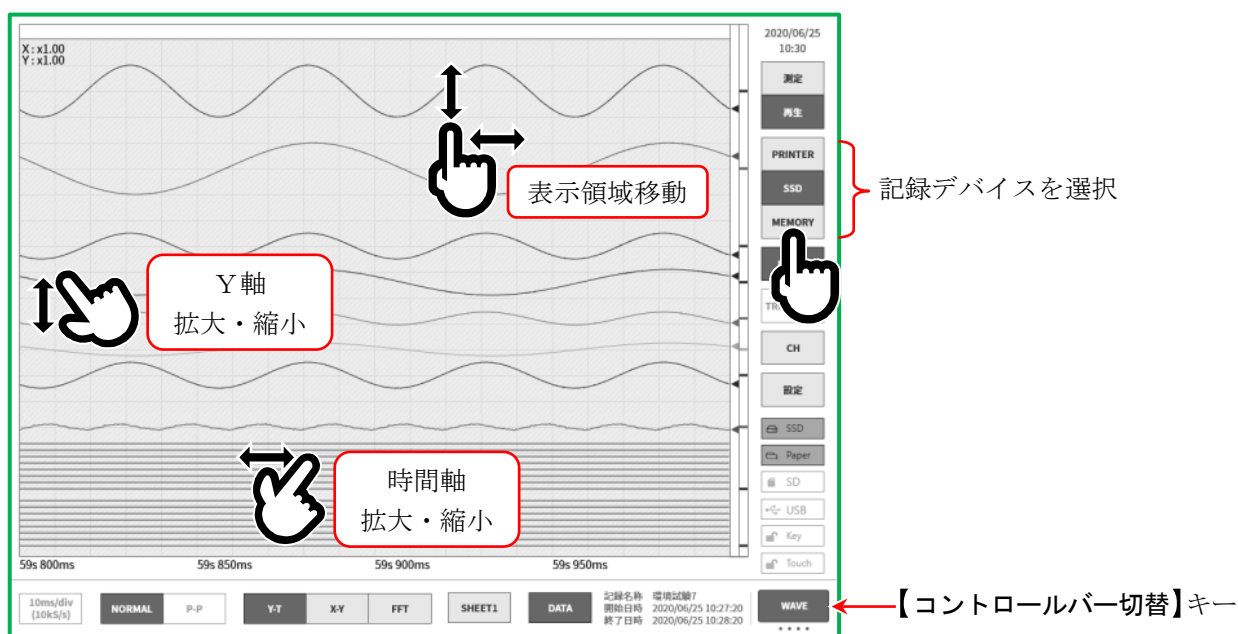 X:x1.00
Y:x1.00
2020/06/25
10:30
測定
再生
PRINTER
SSD
MEMORY
記録デバイスを選択
表示領域移動
Y軸
拡大・縮小
CH
設定
SSD
Paper
SD
USB
Key
Touch
時間軸
拡大・縮小
59s 800ms
59s 850ms
59s 900ms
59s 950ms
10ms/div
(10kS/s)
NORMAL
P-P
Y-T
X-Y
FFT
SHEET1
DATA
記録名称 環境試験7
開始日時 2020/06/25 10:27:20
終了日時 2020/06/25 10:28:20
WAVE
【コントロールバー切替】キー